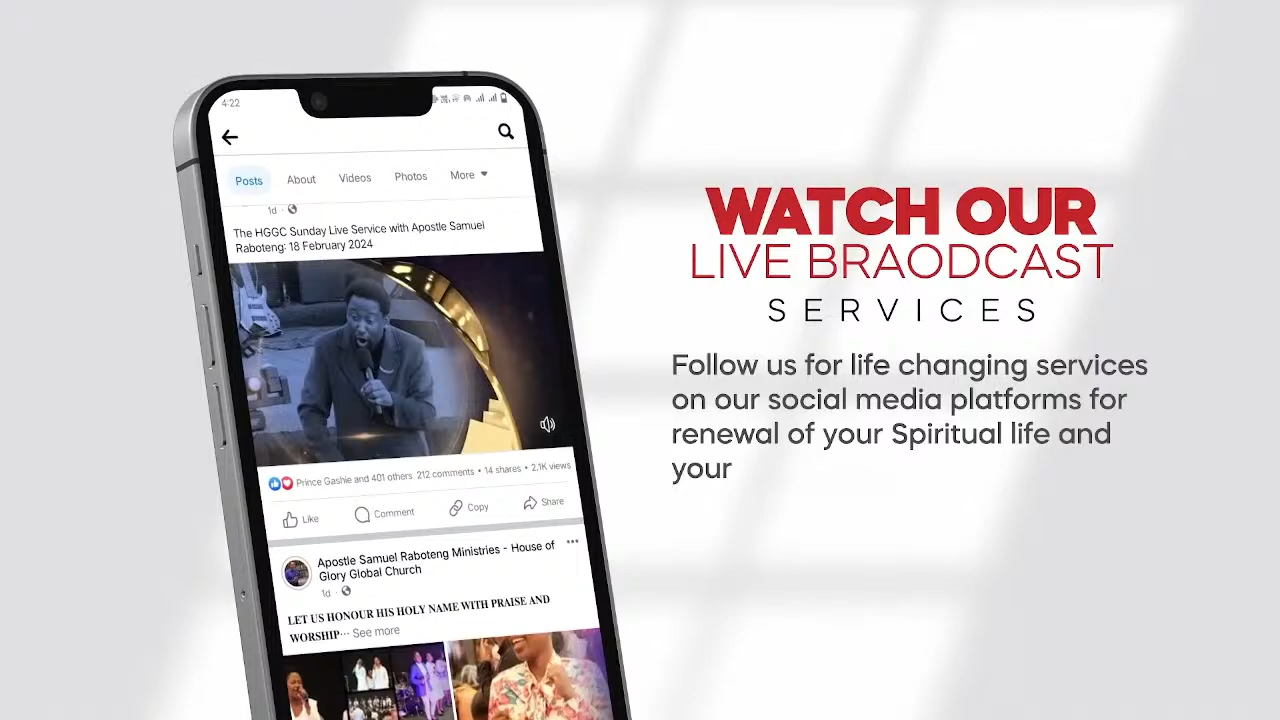 4:22
Posts About Videos Photos More
1d ·
The HGGC Sunday Live Service with Apostle Samuel
Raboteng: 18 February 2024
Prince Gashie and 401 others 212 comments • 14 shares • 2.1K views
Like Comment Copy Share
Apostle Samuel Raboteng Ministries - House of
Glory Global Church
1d ·
LET US HONOUR HIS HOLY NAME WITH PRAISE AND
WORSHIP··· See more
WATCH OUR
LIVE BRAODCAST
SERVICES
Follow us for life changing services
on our social media platforms for
renewal of your Spiritual life and
your